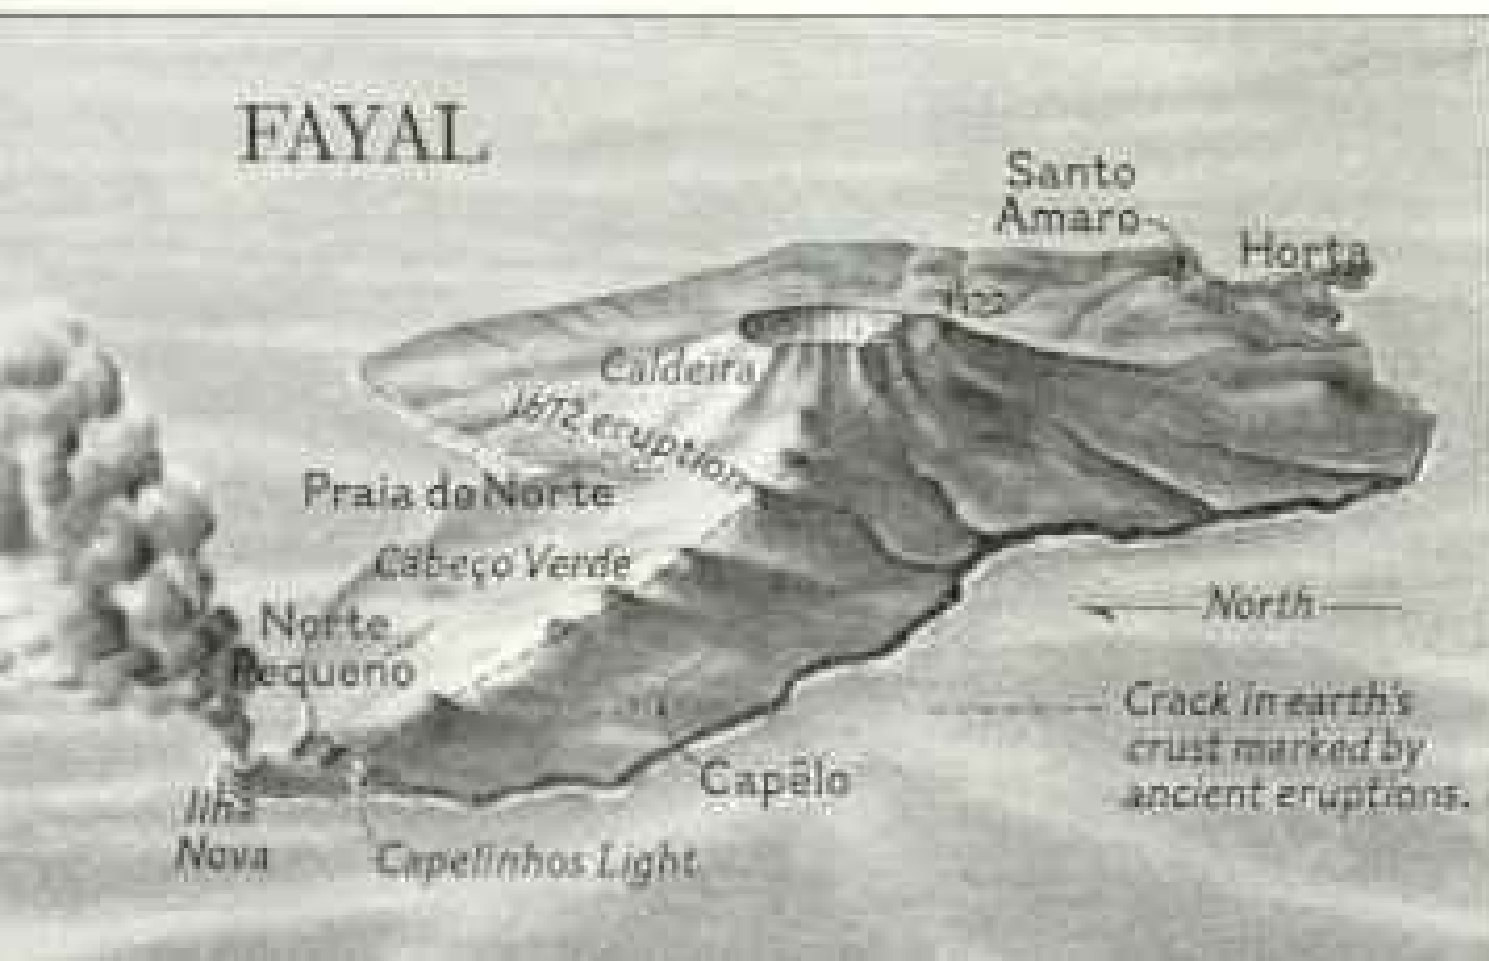 FAYAL
Santo
Amaro
Horta
Caldeira
1672 eruption
Praia do Norte
Cabeço Verde
Norte
Pequeno
North
Crack in earth's
crust marked by
ancient eruptions.
Capêlo
Ilha
Nova
Capelinhos Light